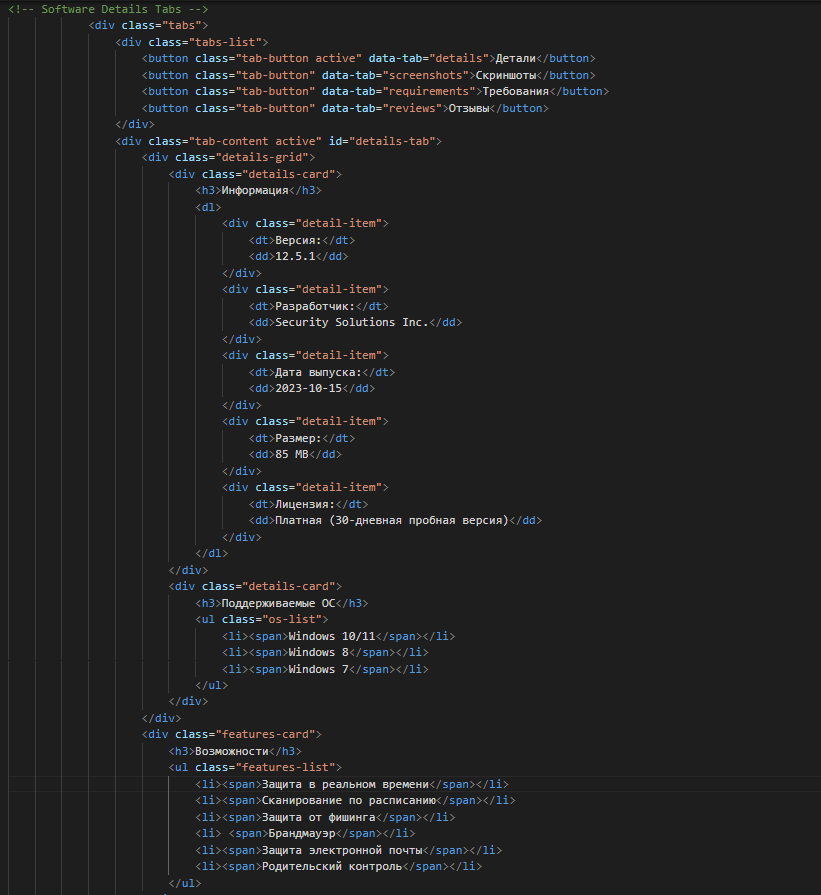 <!-- Software Details Tabs -->
<div class="tabs">
<div class="tabs-list">
<button class="tab-button active" data-tab="details">Детали</button>
<button class="tab-button" data-tab="screenshots">Скриншоты</button>
<button class="tab-button" data-tab="requirements">Требования</button>
<button class="tab-button" data-tab="reviews">Отзывы</button>
</div>
<div class="tab-content active" id="details-tab">
<div class="details-grid">
<div class="details-card">
<h3>Информация</h3>
<dl>
<div class="detail-item">
<dt>Версия:</dt>
<dd>12.5.1</dd>
</div>
<div class="detail-item">
<dt>Разработчик:</dt>
<dd>Security Solutions Inc.</dd>
</div>
<div class="detail-item">
<dt>Дата выпуска:</dt>
<dd>2023-10-15</dd>
</div>
<div class="detail-item">
<dt>Размер:</dt>
<dd>85 MB</dd>
</div>
<div class="detail-item">
<dt>Лицензия:</dt>
<dd>Платная (30-дневная пробная версия)</dd>
</div>
</dl>
</div>
<div class="details-card">
<h3>Поддерживаемые ОС</h3>
<ul class="os-list">
<li><span>Windows 10/11</span></li>
<li><span>Windows 8</span></li>
<li><span>Windows 7</span></li>
</ul>
</div>
</div>
<div class="features-card">
<h3>Возможности</h3>
<ul class="features-list">
<li><span>Защита в реальном времени</span></li>
<li><span>Сканирование по расписанию</span></li>
<li><span>Защита от фишинга</span></li>
<li> <span>Брандмауэр</span></li>
<li><span>Защита электронной почты</span></li>
<li><span>Родительский контроль</span></li>
</ul>